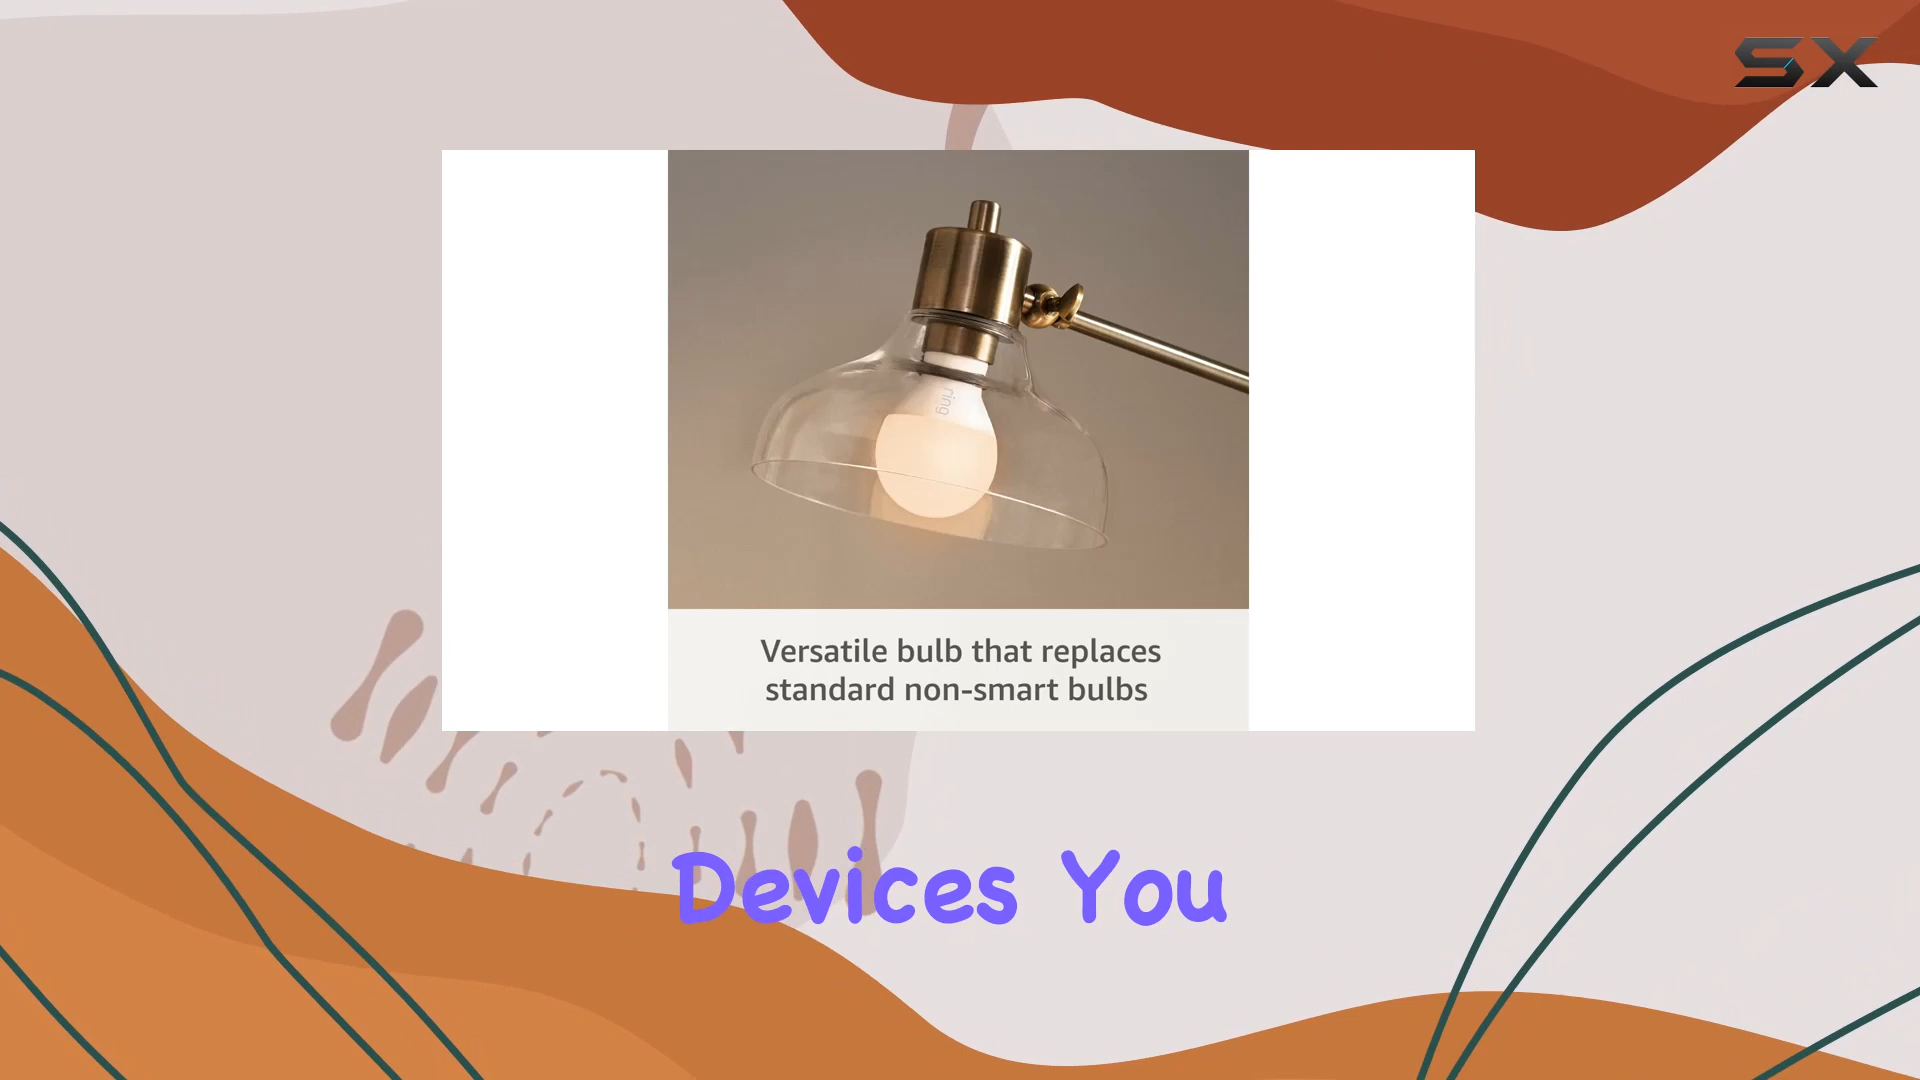 SX
ring
Versatile bulb that replaces
standard non-smart bulbs
Devices You